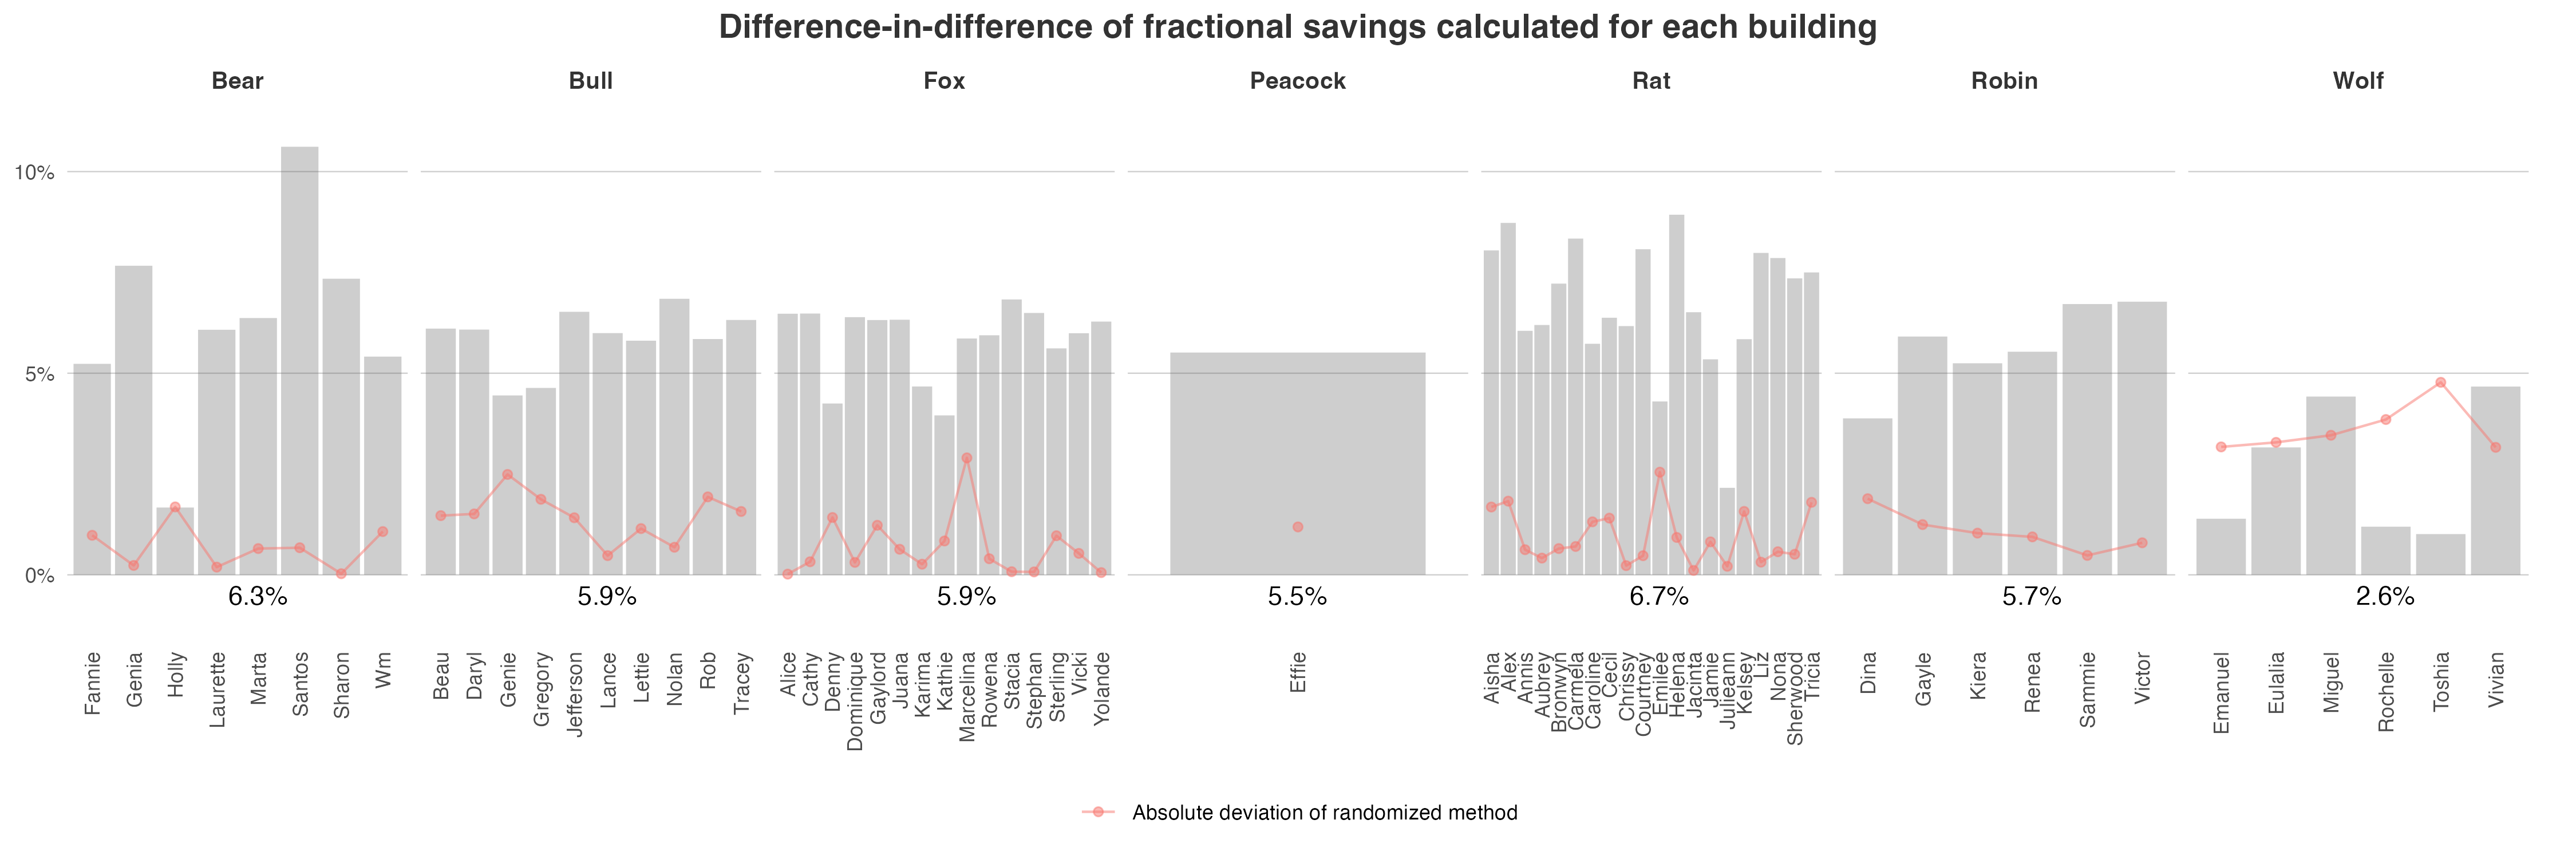 Difference-in-difference of fractional savings calculated for each building
Bear Bull Fox Peacock Rat Robin Wolf
10%
5%
0%
6.3% 5.9% 5.9% 5.5% 6.7% 5.7% 2.6%
Fannie Genia Holly Laurette Marta Santos Sharon Wm
Beau Daryl Genie Gregory Jefferson Lance Lettie Nolan Rob Tracey
Alice Cathy Denny Dominique Gaylord Juana Karima Kathie Marcelina Rowena Stacia Stephan Sterling Vicki Yolande
Effie
Aisha Alex Annis Aubrey Bronwyn Carmela Caroline Cecil Chrissy Courtney Emilee Helena Jacinta Jamie Julieann Kelsey Liz Nona Sherwood Tricia
Dina Gayle Kiera Renea Sammie Victor
Emanuel Eulalia Miguel Rochelle Toshia Vivian
Absolute deviation of randomized method